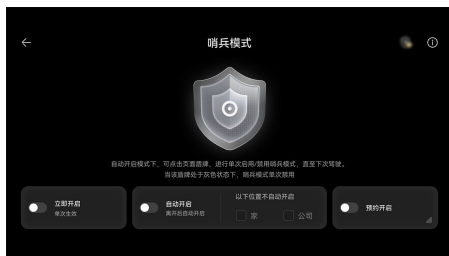 哨兵模式
自动开启模式下，可点击页面盾牌，进行单次启用/禁用哨兵模式，直至下次驾驶。
当该盾牌处于灰色状态下，哨兵模式单次禁用
立即开启
单次生效
自动开启
离开后自动开启
以下位置不自动开启
家
公司
预约开启